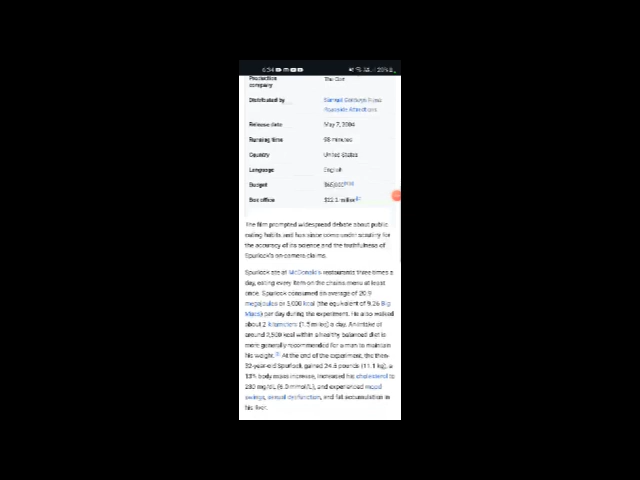 Production
company
The Con
Distributed by
Samuel Goldwyn Films
Roadside Attractions
Release date
May 7, 2004
Running time
98 minutes
Country
United States
Language
English
Budget
$65,000
Box office
$22.2 million
The film prompted widespread debate about public
eating habits and has since come under scrutiny for
the accuracy of its science and the truthfulness of
Spurlock's on-camera claims.
Spurlock ate at McDonald's restaurants three times a
day, eating every item on the chain's menu at least
once. Spurlock consumed an average of 20.9
megajoules or 5,000 kcal (the equivalent of 9.26 Big
Macs) per day during the experiment. He also walked
about 2 kilometers (1.5 miles) a day. An intake of
around 2,500 kcal within a healthy balanced diet is
more generally recommended for a man to maintain
his weight. At the end of the experiment, the then-
32-year-old Spurlock gained 24.5 pounds (11.1 kg), a
13% body mass increase, increased his cholesterol to
230 mg/dL (6.0 mmol/L), and experienced mood
swings, sexual dysfunction, and fat accumulation in
his liver.